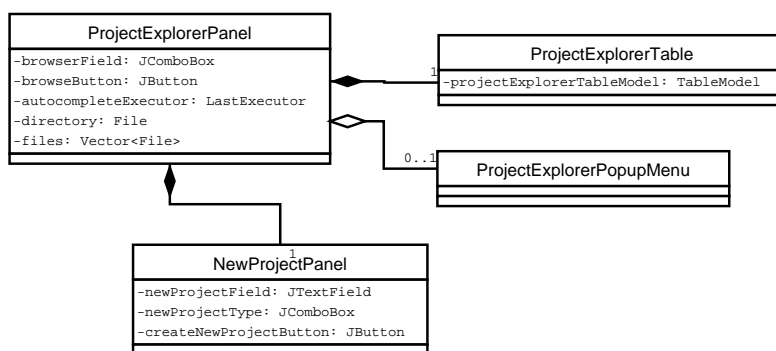 ProjectExplorerPanel
-browserField: JComboBox
-browseButton: JButton
-autocompleteExecutor: LastExecutor
-directory: File
-files: Vector<File>
ProjectExplorerTable
1
-projectExplorerTableModel: TableModel
0..1
ProjectExplorerPopupMenu
1
NewProjectPanel
-newProjectField: JTextField
-newProjectType: JComboBox
-createNewProjectButton: JButton